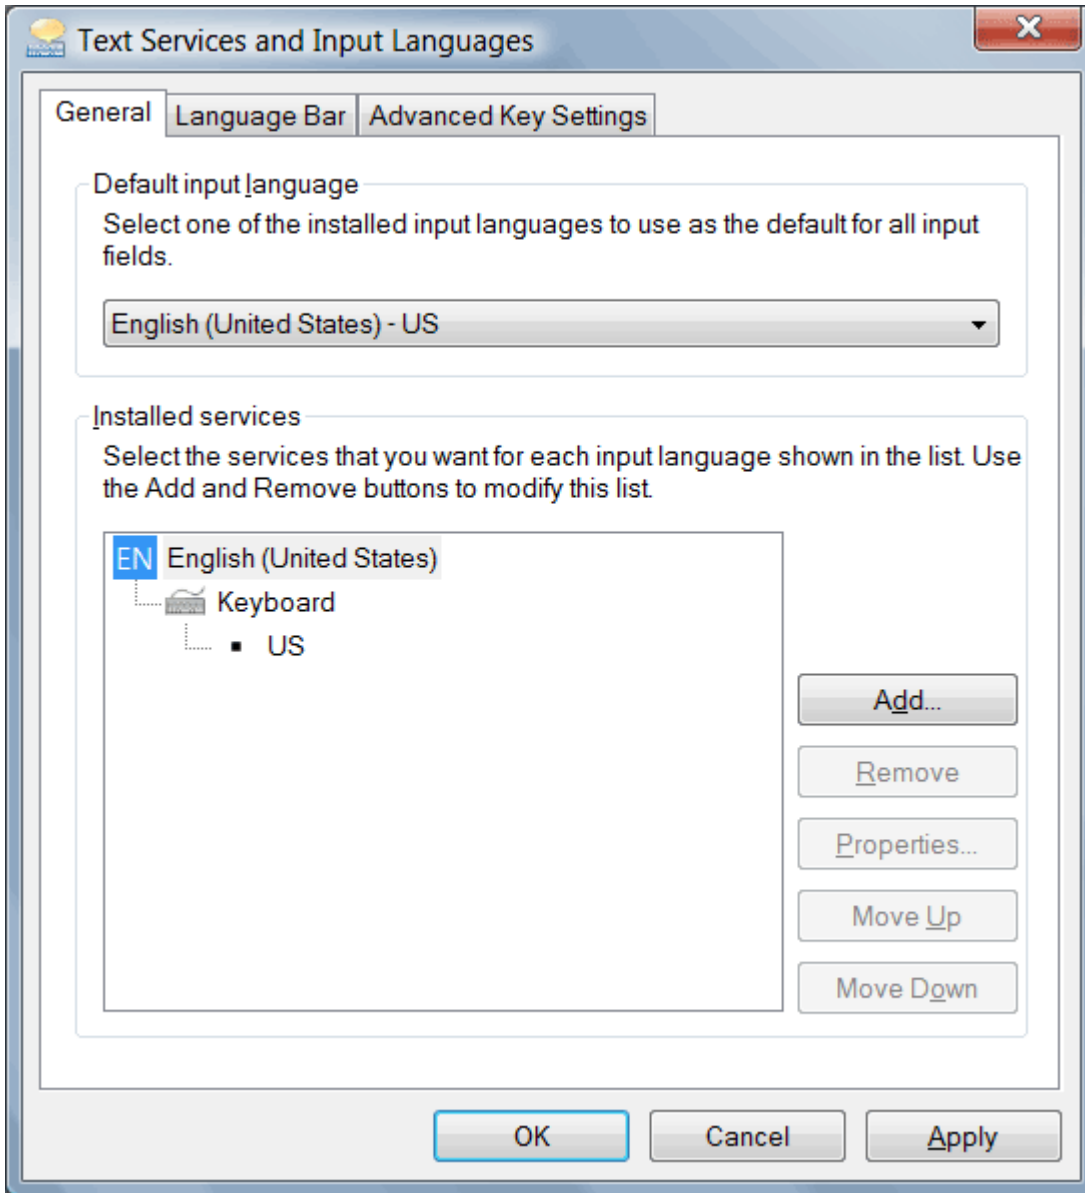 Text Services and Input Languages
General
Language Bar
Advanced Key Settings
Default input language
Select one of the installed input languages to use as the default for all input
fields.
English (United States) - US
Installed services
Select the services that you want for each input language shown in the list. Use
the Add and Remove buttons to modify this list.
EN English (United States)
Keyboard
US
Add...
Remove
Properties...
Move Up
Move Down
OK
Cancel
Apply